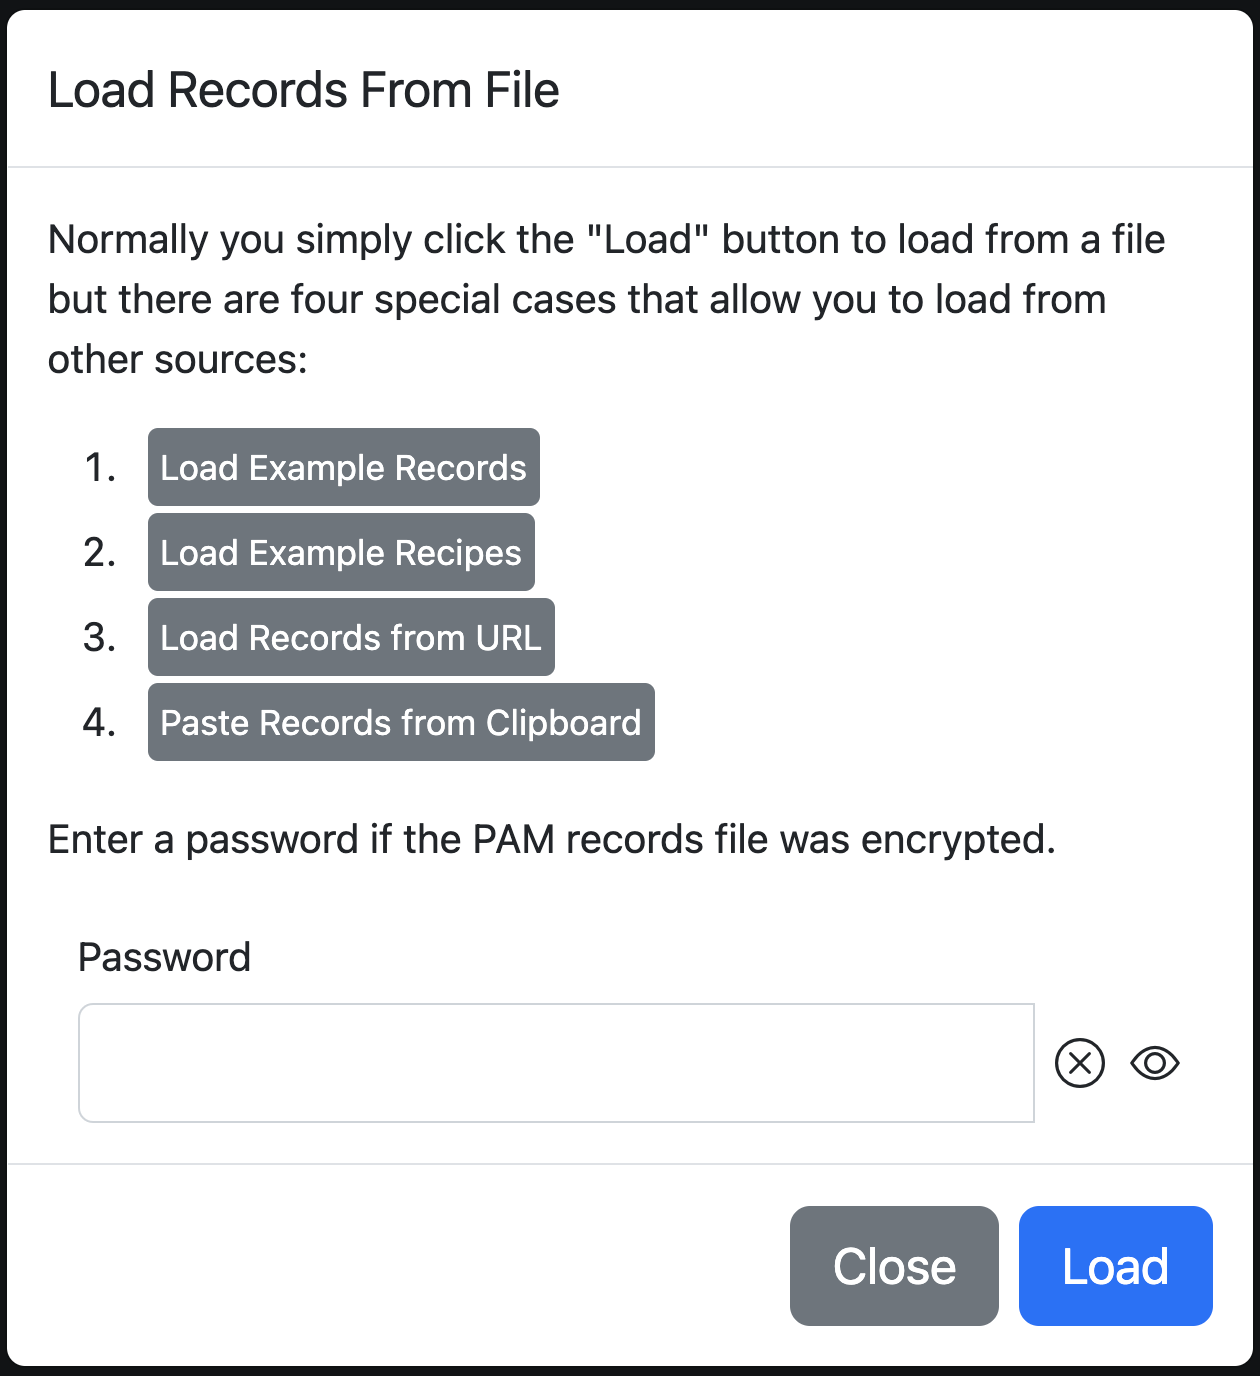 Load Records From File
Normally you simply click the "Load" button to load from a file
but there are four special cases that allow you to load from
other sources:
1. Load Example Records
2. Load Example Recipes
3. Load Records from URL
4. Paste Records from Clipboard
Enter a password if the PAM records file was encrypted.
Password
Close Load